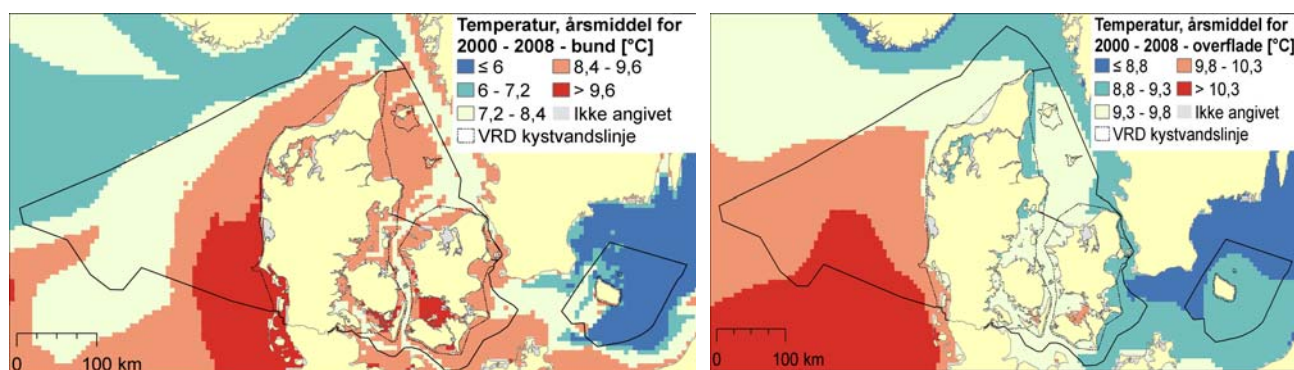 Temperatur, årsmiddel for
2000 - 2008 - bund [°C]
≤ 6 8,4 - 9,6
6 - 7,2 > 9,6
7,2 - 8,4 Ikke angivet
VRD kystvandslinje
0 100 km
Temperatur, årsmiddel for
2000 - 2008 - overflade [°C]
≤ 8,8 9,8 - 10,3
8,8 - 9,3 > 10,3
9,3 - 9,8 Ikke angivet
VRD kystvandslinje
0 100 km